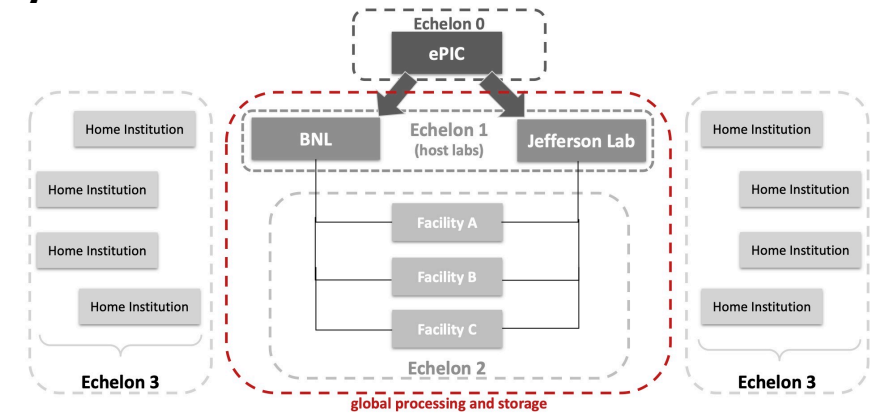 Echelon 0
ePIC
BNL
Echelon 1
(host labs)
Jefferson Lab
Home Institution
Home Institution
Home Institution
Home Institution
Echelon 3
Facility A
Facility B
Facility C
Echelon 2
global processing and storage
Home Institution
Home Institution
Home Institution
Home Institution
Echelon 3